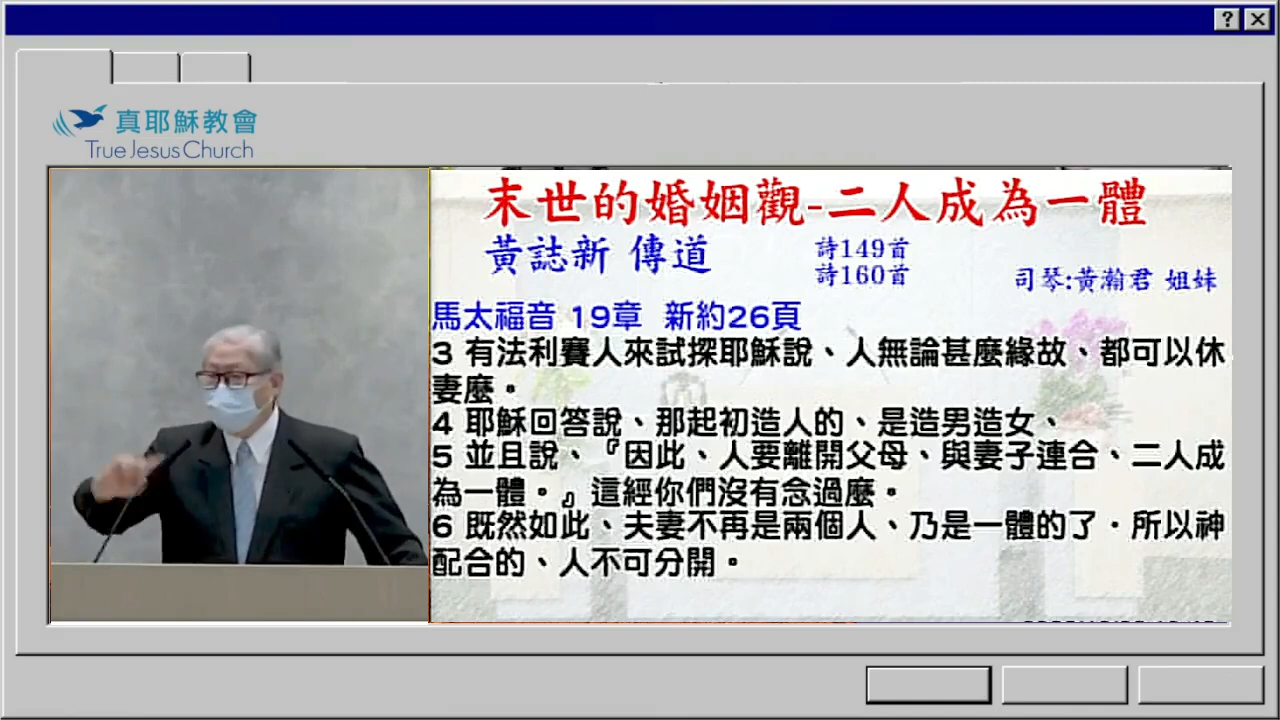 真耶穌教會
True Jesus Church
末世的婚姻觀-二人成為一體
黃誌新 傳道
詩149首
詩160首
司琴:黃瀚君 姐妹
馬太福音 19章 新約26頁
3 有法利賽人來試探耶穌說、人無論甚麼緣故、都可以休
妻麼。
4 耶穌回答說、那起初造人的、是造男造女、
5 並且說、『因此、人要離開父母、與妻子連合、二人成
為一體。』這經你們沒有念過麼。
6 既然如此、夫妻不再是兩個人、乃是一體的了．所以神
配合的、人不可分開。